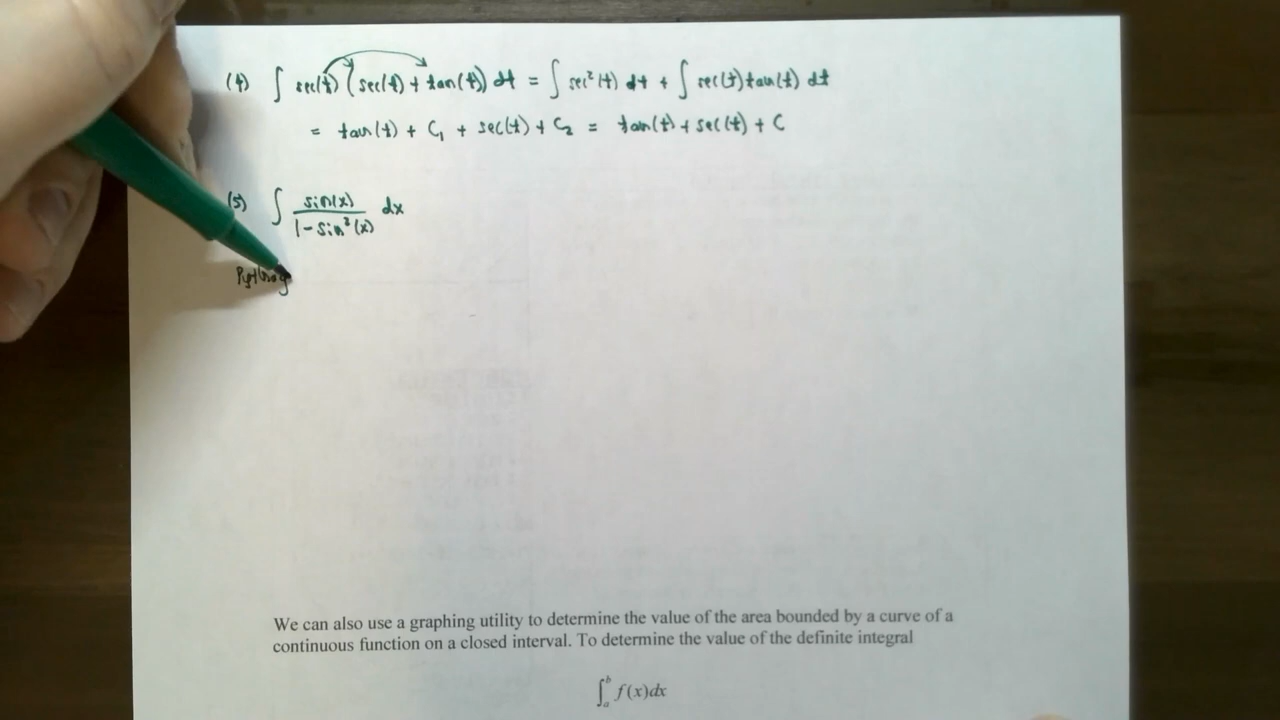 (4) ∫ sec(t) (sec(t) + tan(t)) dt = ∫ sec²(t) dt + ∫ sec(t)tan(t) dt
= tan(t) + C₁ + sec(t) + C₂ = tan(t) + sec(t) + C
(5) ∫ sin(x) / 1 - sin²(x) dx
Pythag
We can also use a graphing utility to determine the value of the area bounded by a curve of a
continuous function on a closed interval. To determine the value of the definite integral
∫ₐᵇ f(x)dx